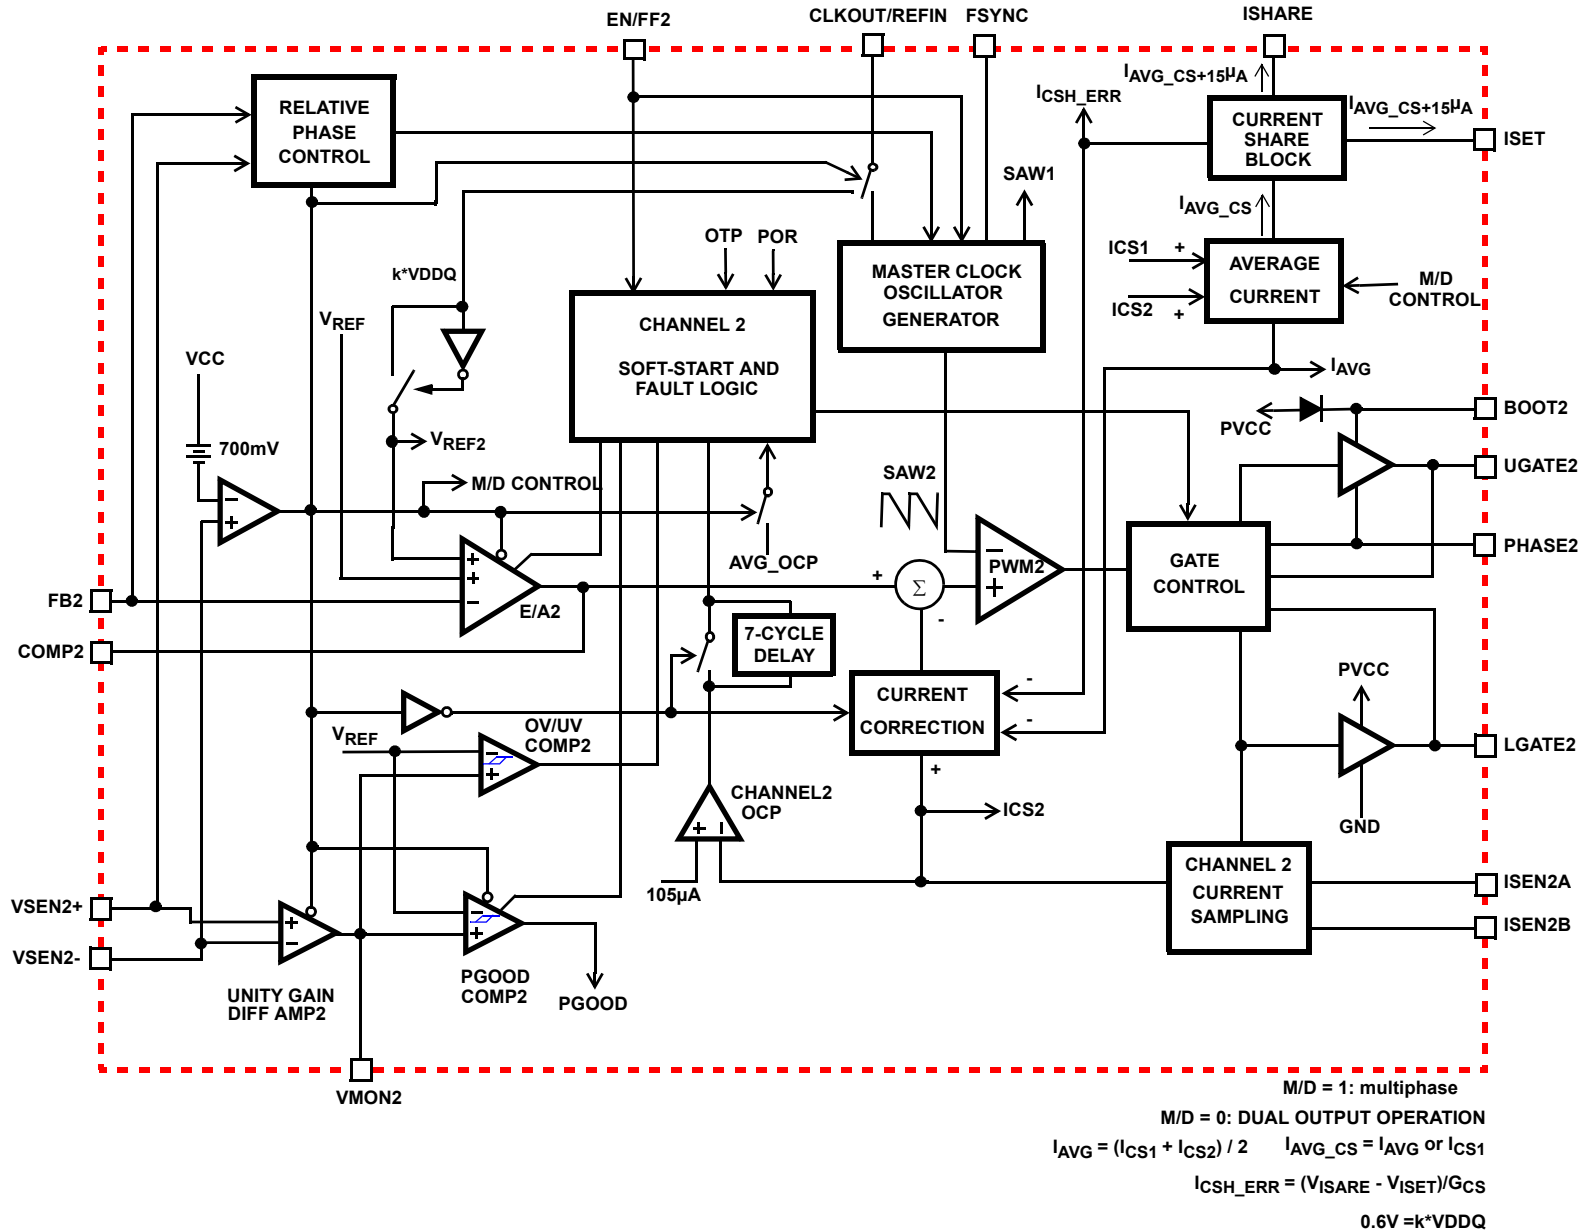 EN/FF2
CLKOUT/REFIN
FSYNC
ISHARE
RELATIVE
PHASE
CONTROL
ICSH_ERR
IAVG_CS+15µA
CURRENT
SHARE
BLOCK
IAVG_CS+15µA
ISET
SAW1
IAVG_CS
OTP
POR
k*VDDQ
MASTER CLOCK
OSCILLATOR
GENERATOR
ICS1
+
ICS2
+
AVERAGE
CURRENT
M/D
CONTROL
VREF
CHANNEL 2
SOFT-START AND
FAULT LOGIC
VCC
IAVG
PVCC
BOOT2
700mV
VREF2
M/D CONTROL
SAW2
UGATE2
−
+
+
+
−
E/A2
AVG_OCP
+
Σ
-
−
PWM2
+
GATE
CONTROL
PHASE2
FB2
COMP2
7-CYCLE
DELAY
CURRENT
CORRECTION
-
-
+
PVCC
VREF
OV/UV
COMP2
−
+
LGATE2
CHANNEL2
OCP
+
−
ICS2
GND
105µA
CHANNEL 2
CURRENT
SAMPLING
ISEN2A
ISEN2B
VSEN2+
VSEN2-
+
−
−
+
UNITY GAIN
DIFF AMP2
PGOOD
COMP2
PGOOD
VMON2
M/D = 1: multiphase
M/D = 0: DUAL OUTPUT OPERATION
IAVG = (ICS1 + ICS2) / 2 IAVG_CS = IAVG or ICS1
ICSH_ERR = (VISARE - VISET)/GCS
0.6V =k*VDDQ